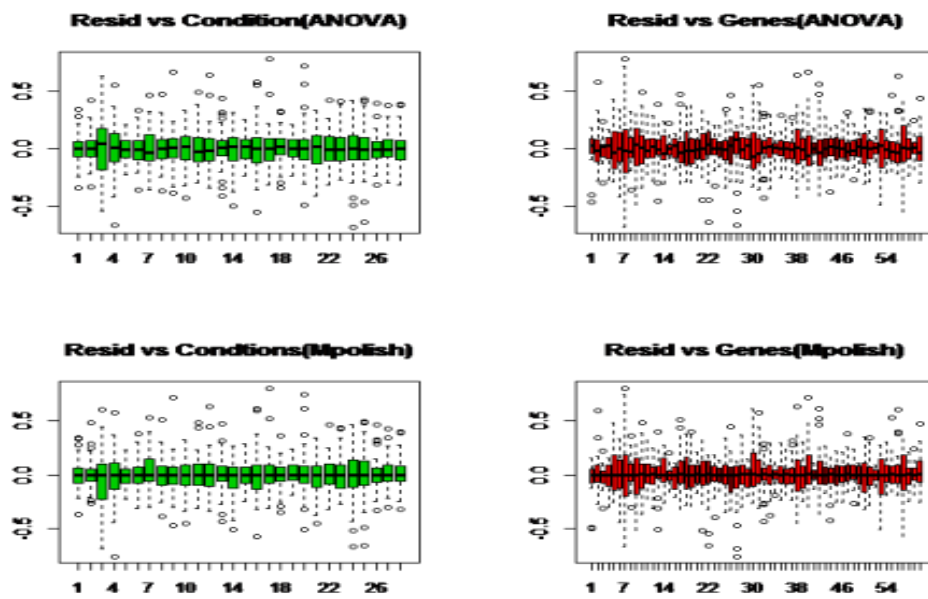 Resid vs Condition(ANOVA)
0.5
0.0
-0.5
1 4 7 10 14 18 22 26
Resid vs Genes(ANOVA)
0.5
0.0
-0.5
1 7 14 22 30 38 46 54
Resid vs Condtions(Mpolish)
0.5
0.0
-0.5
1 4 7 10 14 18 22 26
Resid vs Genes(Mpolish)
0.5
0.0
-0.5
1 7 14 22 30 38 46 54